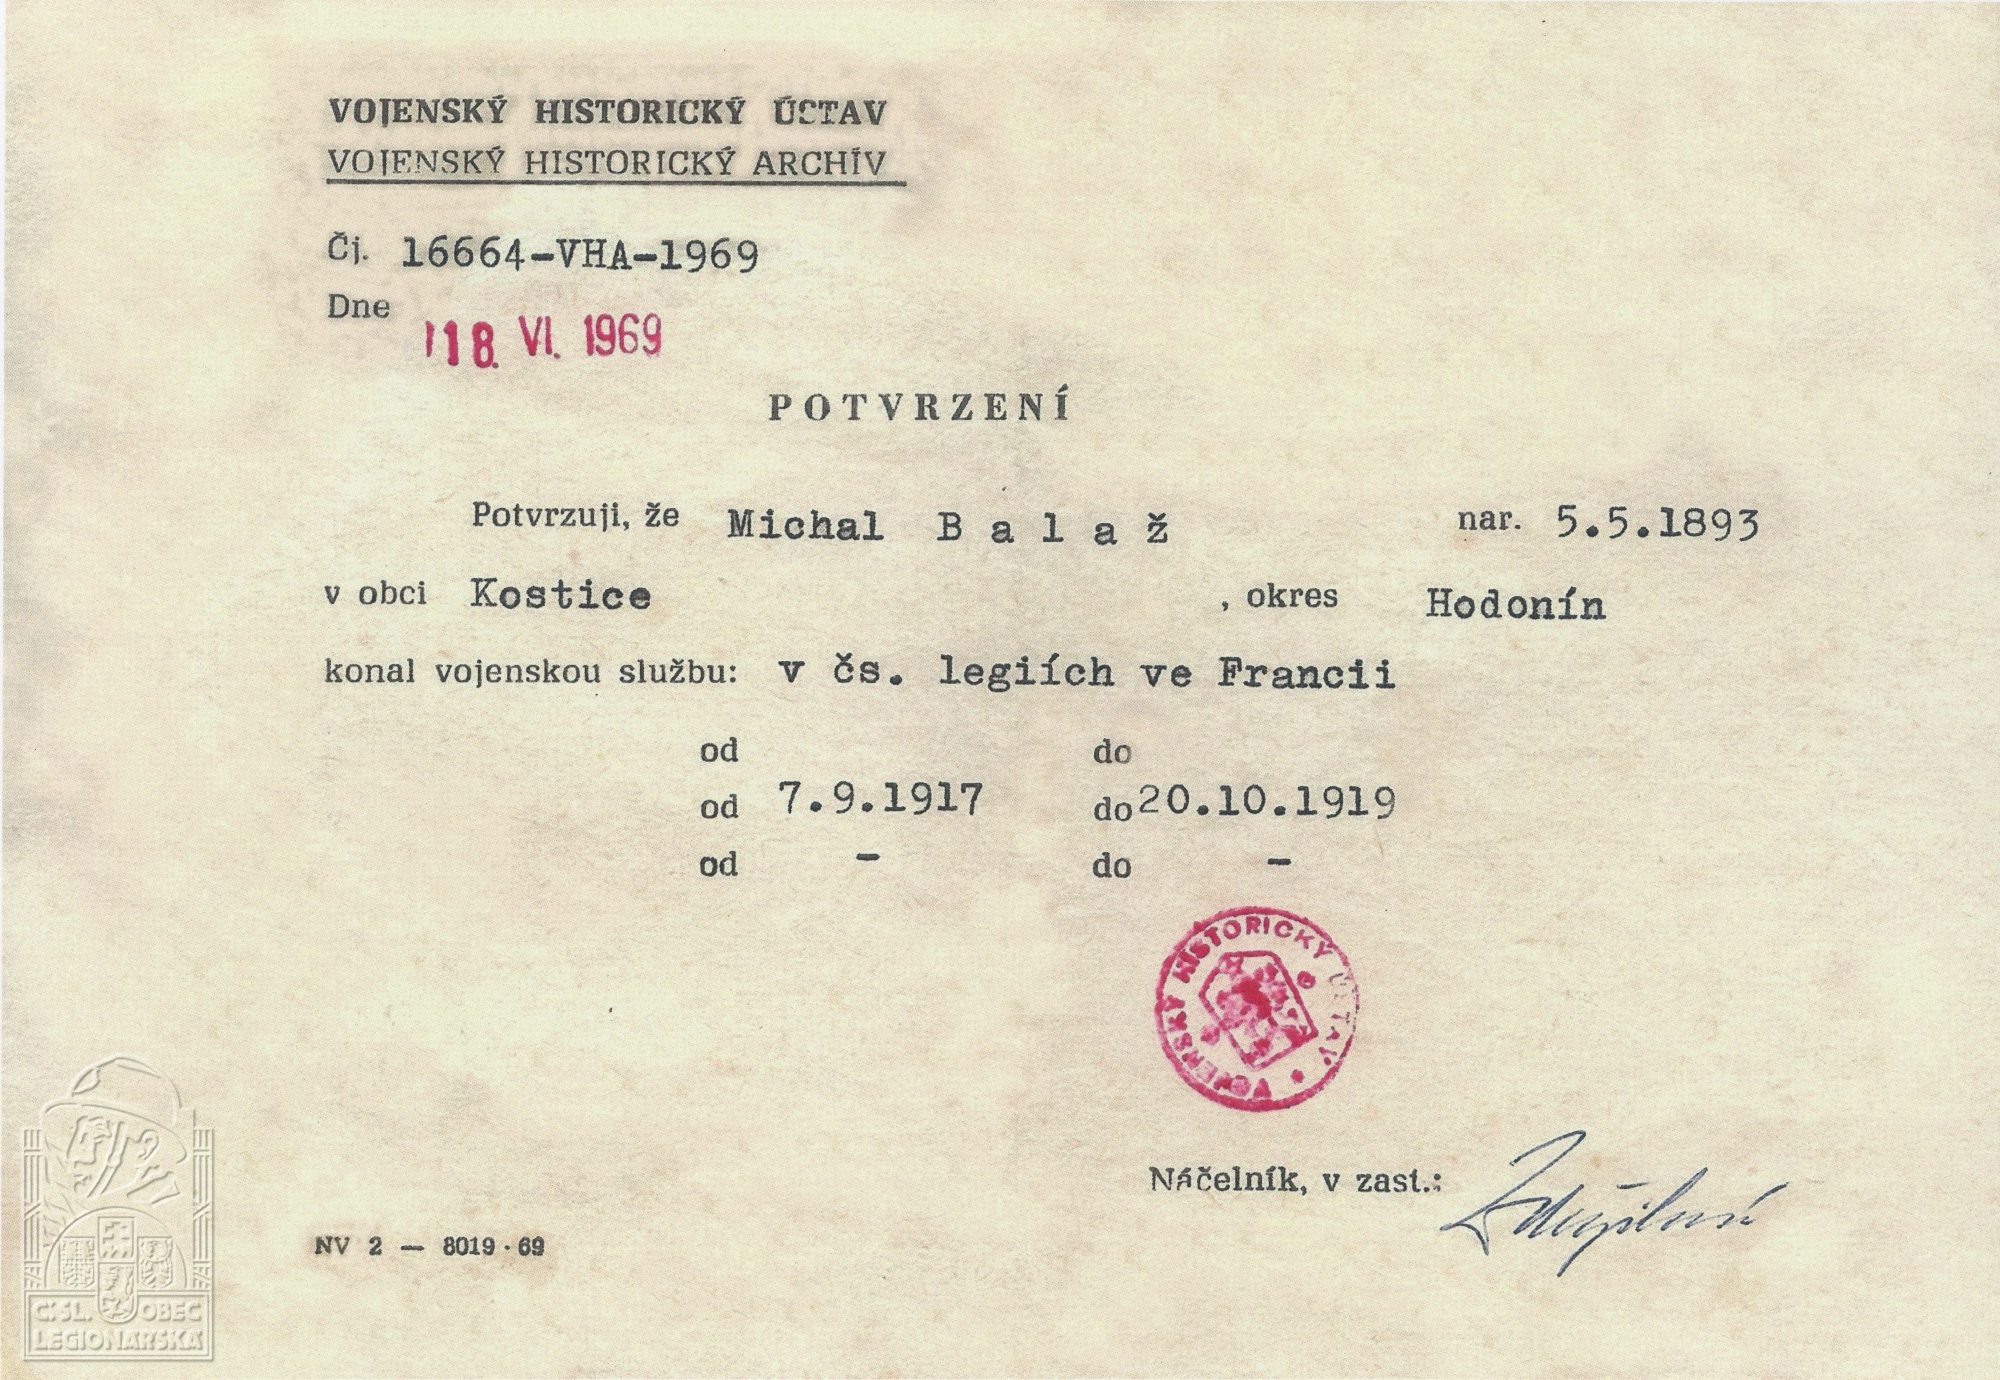 VOJENSKÝ HISTORICKÝ ÚSTAV
VOJENSKÝ HISTORICKÝ ARCHÍV
Čj. 16664-VHA-1969
Dne 18. VI. 1969
POTVRZENÍ
Potvrzuji, že Michal Balaž nar. 5.5.1893
v obci Kostice , okres Hodonín
konal vojenskou službu: v čs. legiích ve Francii
od do
od 7.9.1917 do 20.10.1919
od - do -
VOJENSKÝ HISTORICKÝ ÚSTAV
Náčelník, v zast.:
NV 2 — 8019 · 69
Č.SL. OBEC
LEGIONÁŘSKÁ